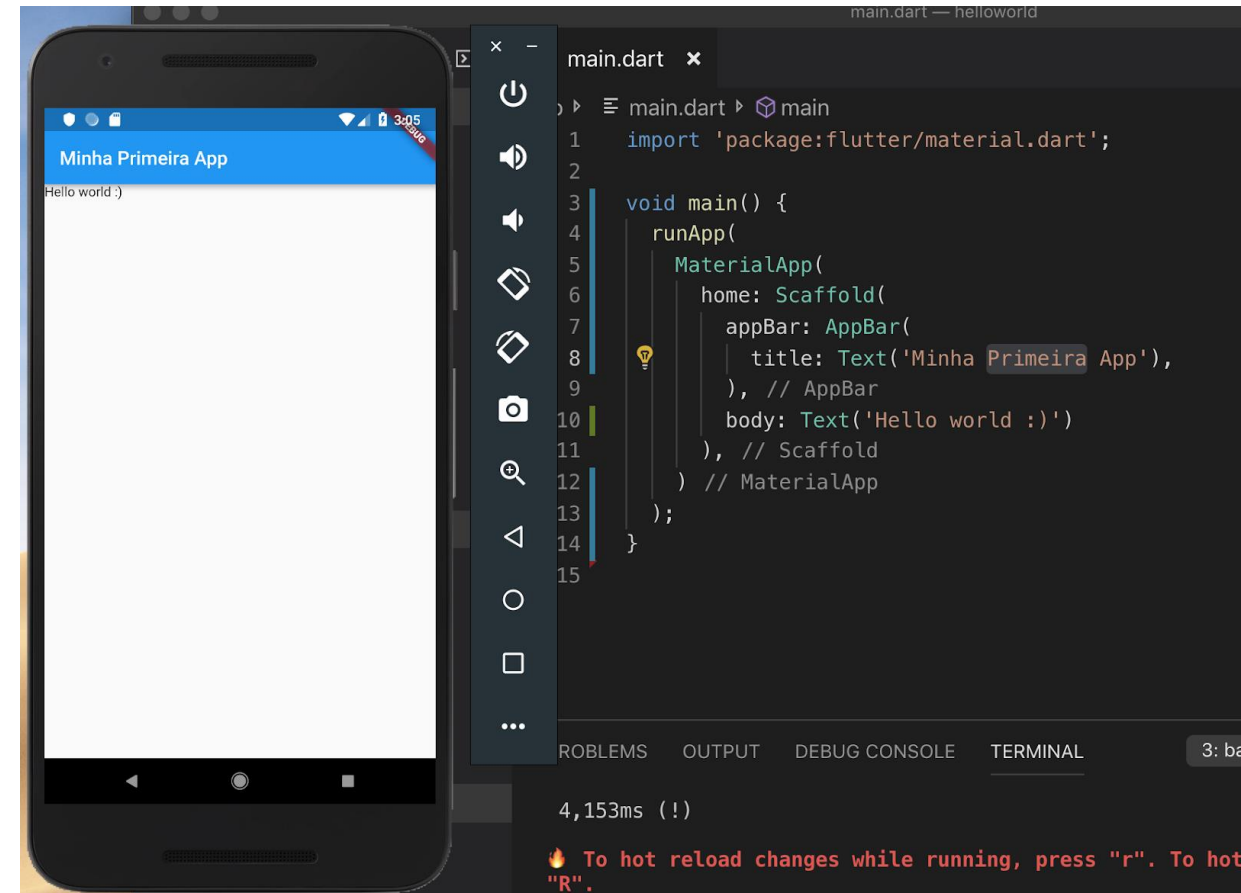 main.dart — helloworld
3:05
DEBUG
Minha Primeira App
Hello world :)
main.dart
main.dart main
1 import 'package:flutter/material.dart';
2
3 void main() {
4 runApp(
5 MaterialApp(
6 home: Scaffold(
7 appBar: AppBar(
8 title: Text('Minha Primeira App'),
9 ), // AppBar
10 body: Text('Hello world :)')
11 ), // Scaffold
12 ) // MaterialApp
13 );
14 }
15
ROBLEMS OUTPUT DEBUG CONSOLE TERMINAL 3: ba
4,153ms (!)
🔥 To hot reload changes while running, press "r". To hot
"R".